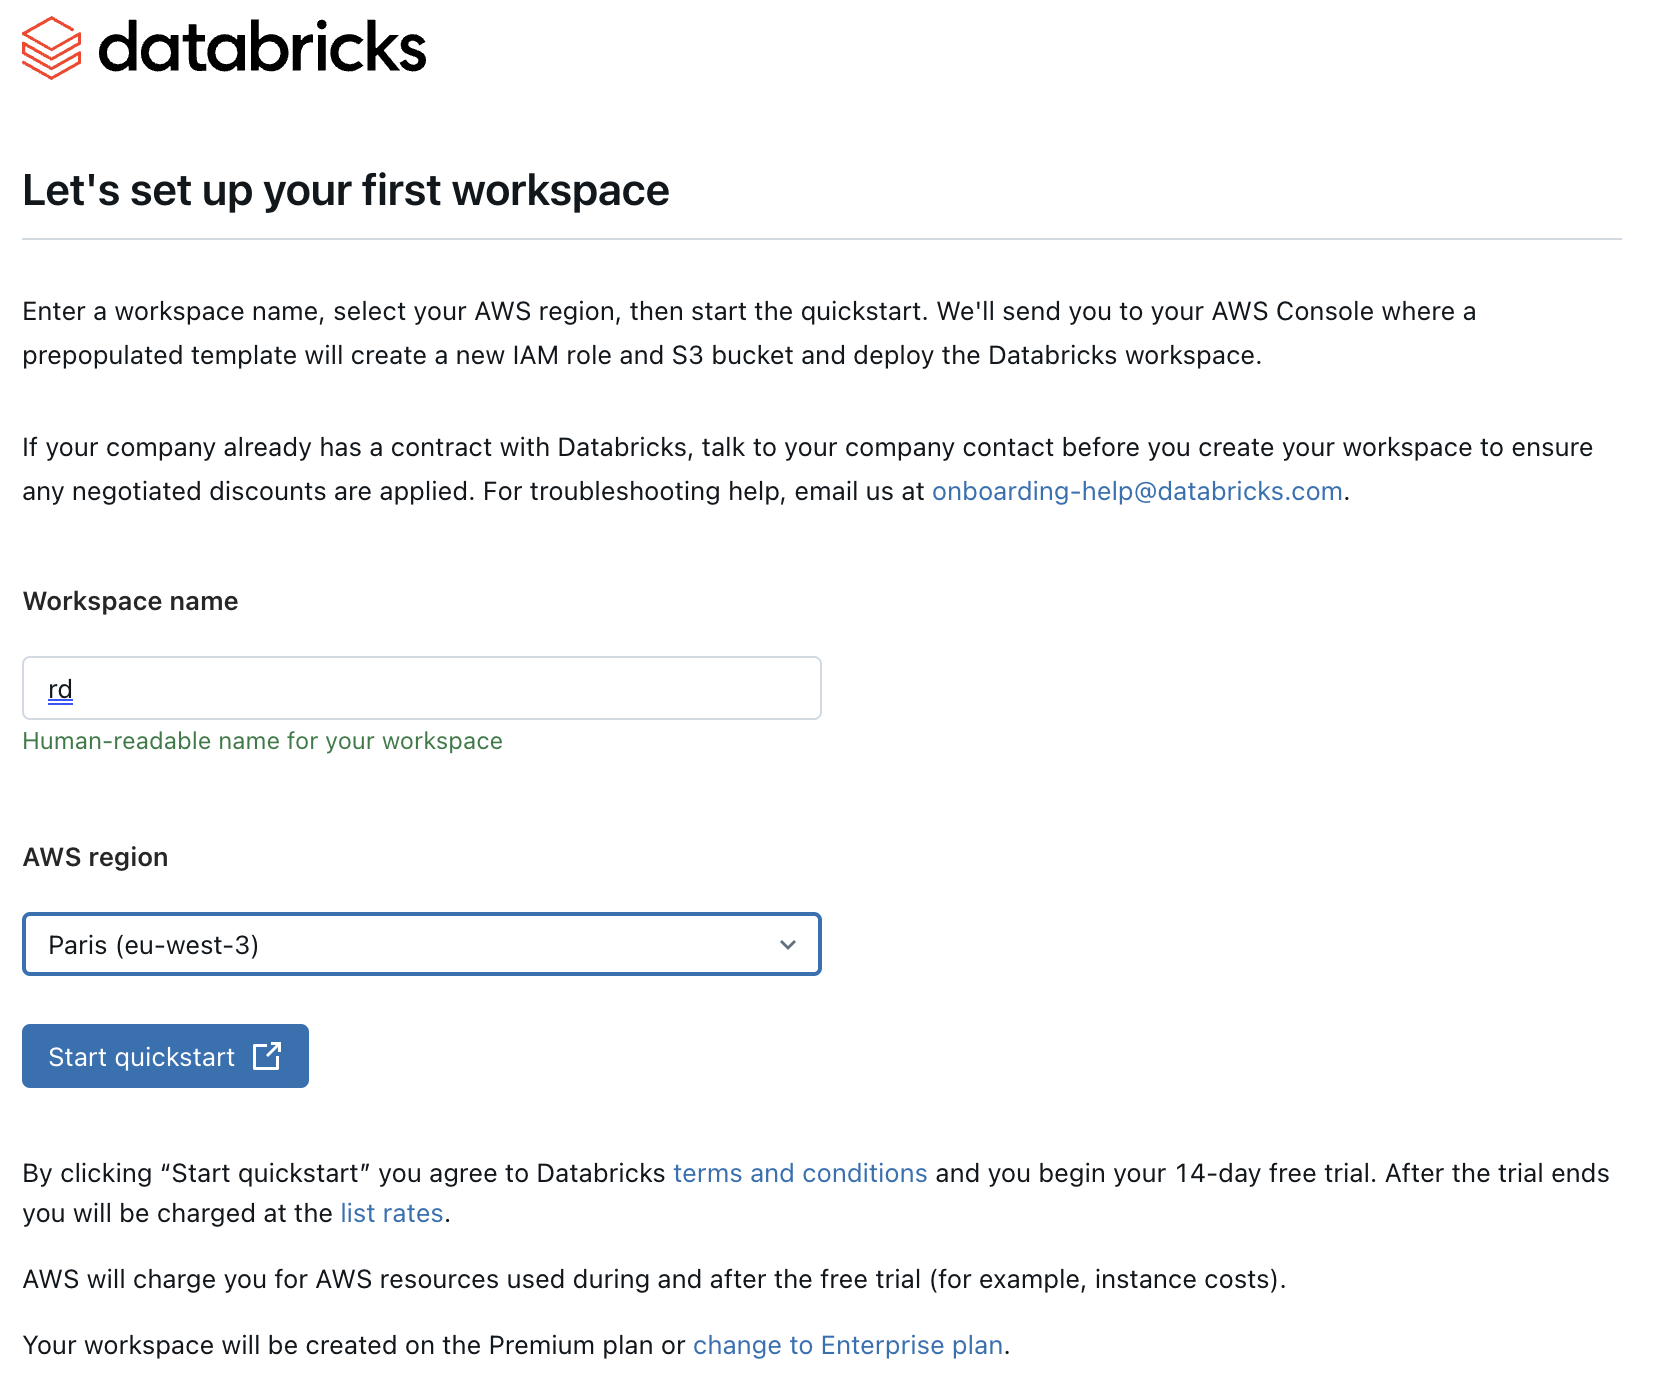 databricks
Let's set up your first workspace
Enter a workspace name, select your AWS region, then start the quickstart. We'll send you to your AWS Console where a
prepopulated template will create a new IAM role and S3 bucket and deploy the Databricks workspace.
If your company already has a contract with Databricks, talk to your company contact before you create your workspace to ensure
any negotiated discounts are applied. For troubleshooting help, email us at onboarding-help@databricks.com.
Workspace name
rd
Human-readable name for your workspace
AWS region
Paris (eu-west-3)
Start quickstart
By clicking “Start quickstart” you agree to Databricks terms and conditions and you begin your 14-day free trial. After the trial ends
you will be charged at the list rates.
AWS will charge you for AWS resources used during and after the free trial (for example, instance costs).
Your workspace will be created on the Premium plan or change to Enterprise plan.